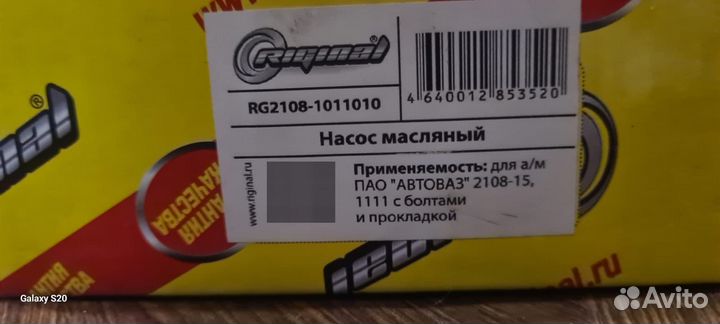 Riginal
®
RG2108-1011010
4 640012 853520
Насос масляный
www.riginal.ru
Применяемость: для а/м
ПАО "АВТОВАЗ" 2108-15,
1111 с болтами
и прокладкой
КАЧЕСТВА
Galaxy S20
Avito